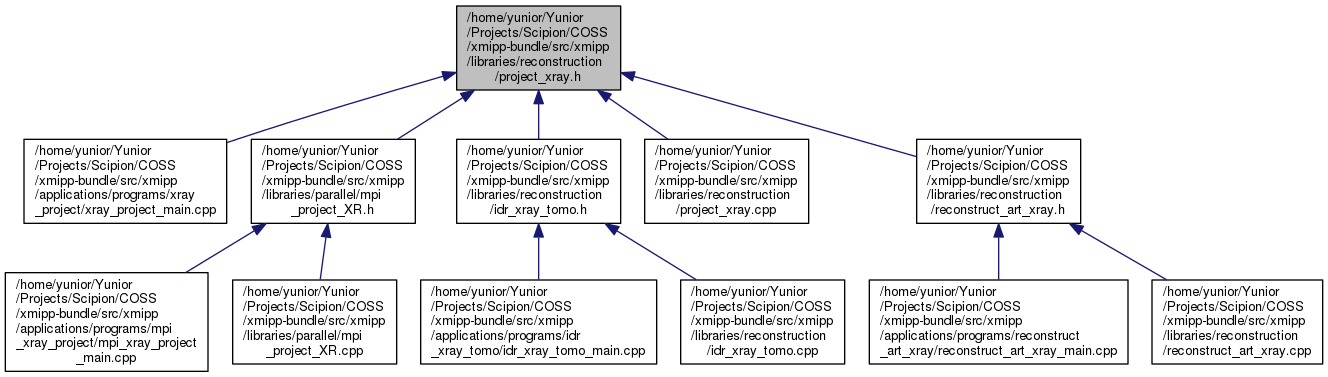 /home/yunior/Yunior
/Projects/Scipion/COSS
/xmipp-bundle/src/xmipp
/libraries/reconstruction
/project_xray.h
/home/yunior/Yunior
/Projects/Scipion/COSS
/xmipp-bundle/src/xmipp
/applications/programs/xray
_project/xray_project_main.cpp
/home/yunior/Yunior
/Projects/Scipion/COSS
/xmipp-bundle/src/xmipp
/libraries/parallel/mpi
_project_XR.h
/home/yunior/Yunior
/Projects/Scipion/COSS
/xmipp-bundle/src/xmipp
/libraries/reconstruction
/idr_xray_tomo.h
/home/yunior/Yunior
/Projects/Scipion/COSS
/xmipp-bundle/src/xmipp
/libraries/reconstruction
/project_xray.cpp
/home/yunior/Yunior
/Projects/Scipion/COSS
/xmipp-bundle/src/xmipp
/libraries/reconstruction
/reconstruct_art_xray.h
/home/yunior/Yunior
/Projects/Scipion/COSS
/xmipp-bundle/src/xmipp
/applications/programs/mpi
_xray_project/mpi_xray_project
_main.cpp
/home/yunior/Yunior
/Projects/Scipion/COSS
/xmipp-bundle/src/xmipp
/libraries/parallel/mpi
_project_XR.cpp
/home/yunior/Yunior
/Projects/Scipion/COSS
/xmipp-bundle/src/xmipp
/applications/programs/idr
_xray_tomo/idr_xray_tomo_main.cpp
/home/yunior/Yunior
/Projects/Scipion/COSS
/xmipp-bundle/src/xmipp
/libraries/reconstruction
/idr_xray_tomo.cpp
/home/yunior/Yunior
/Projects/Scipion/COSS
/xmipp-bundle/src/xmipp
/applications/programs/reconstruct
_art_xray/reconstruct_art_xray_main.cpp
/home/yunior/Yunior
/Projects/Scipion/COSS
/xmipp-bundle/src/xmipp
/libraries/reconstruction
/reconstruct_art_xray.cpp